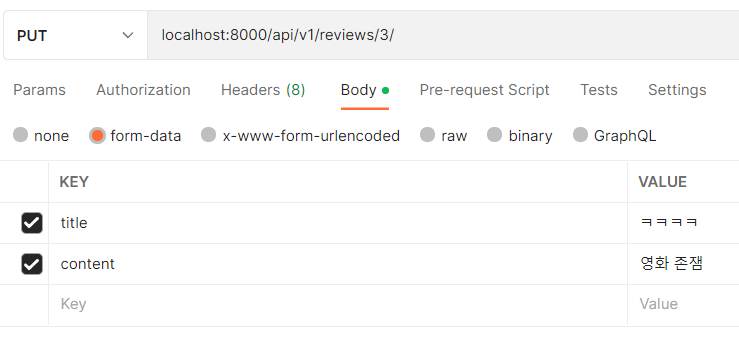 PUT localhost:8000/api/v1/reviews/3/
Params Authorization Headers (8) Body Pre-request Script Tests Settings
none form-data x-www-form-urlencoded raw binary GraphQL
KEY VALUE
title ㅋㅋㅋㅋ
content 영화 존잼
Key Value